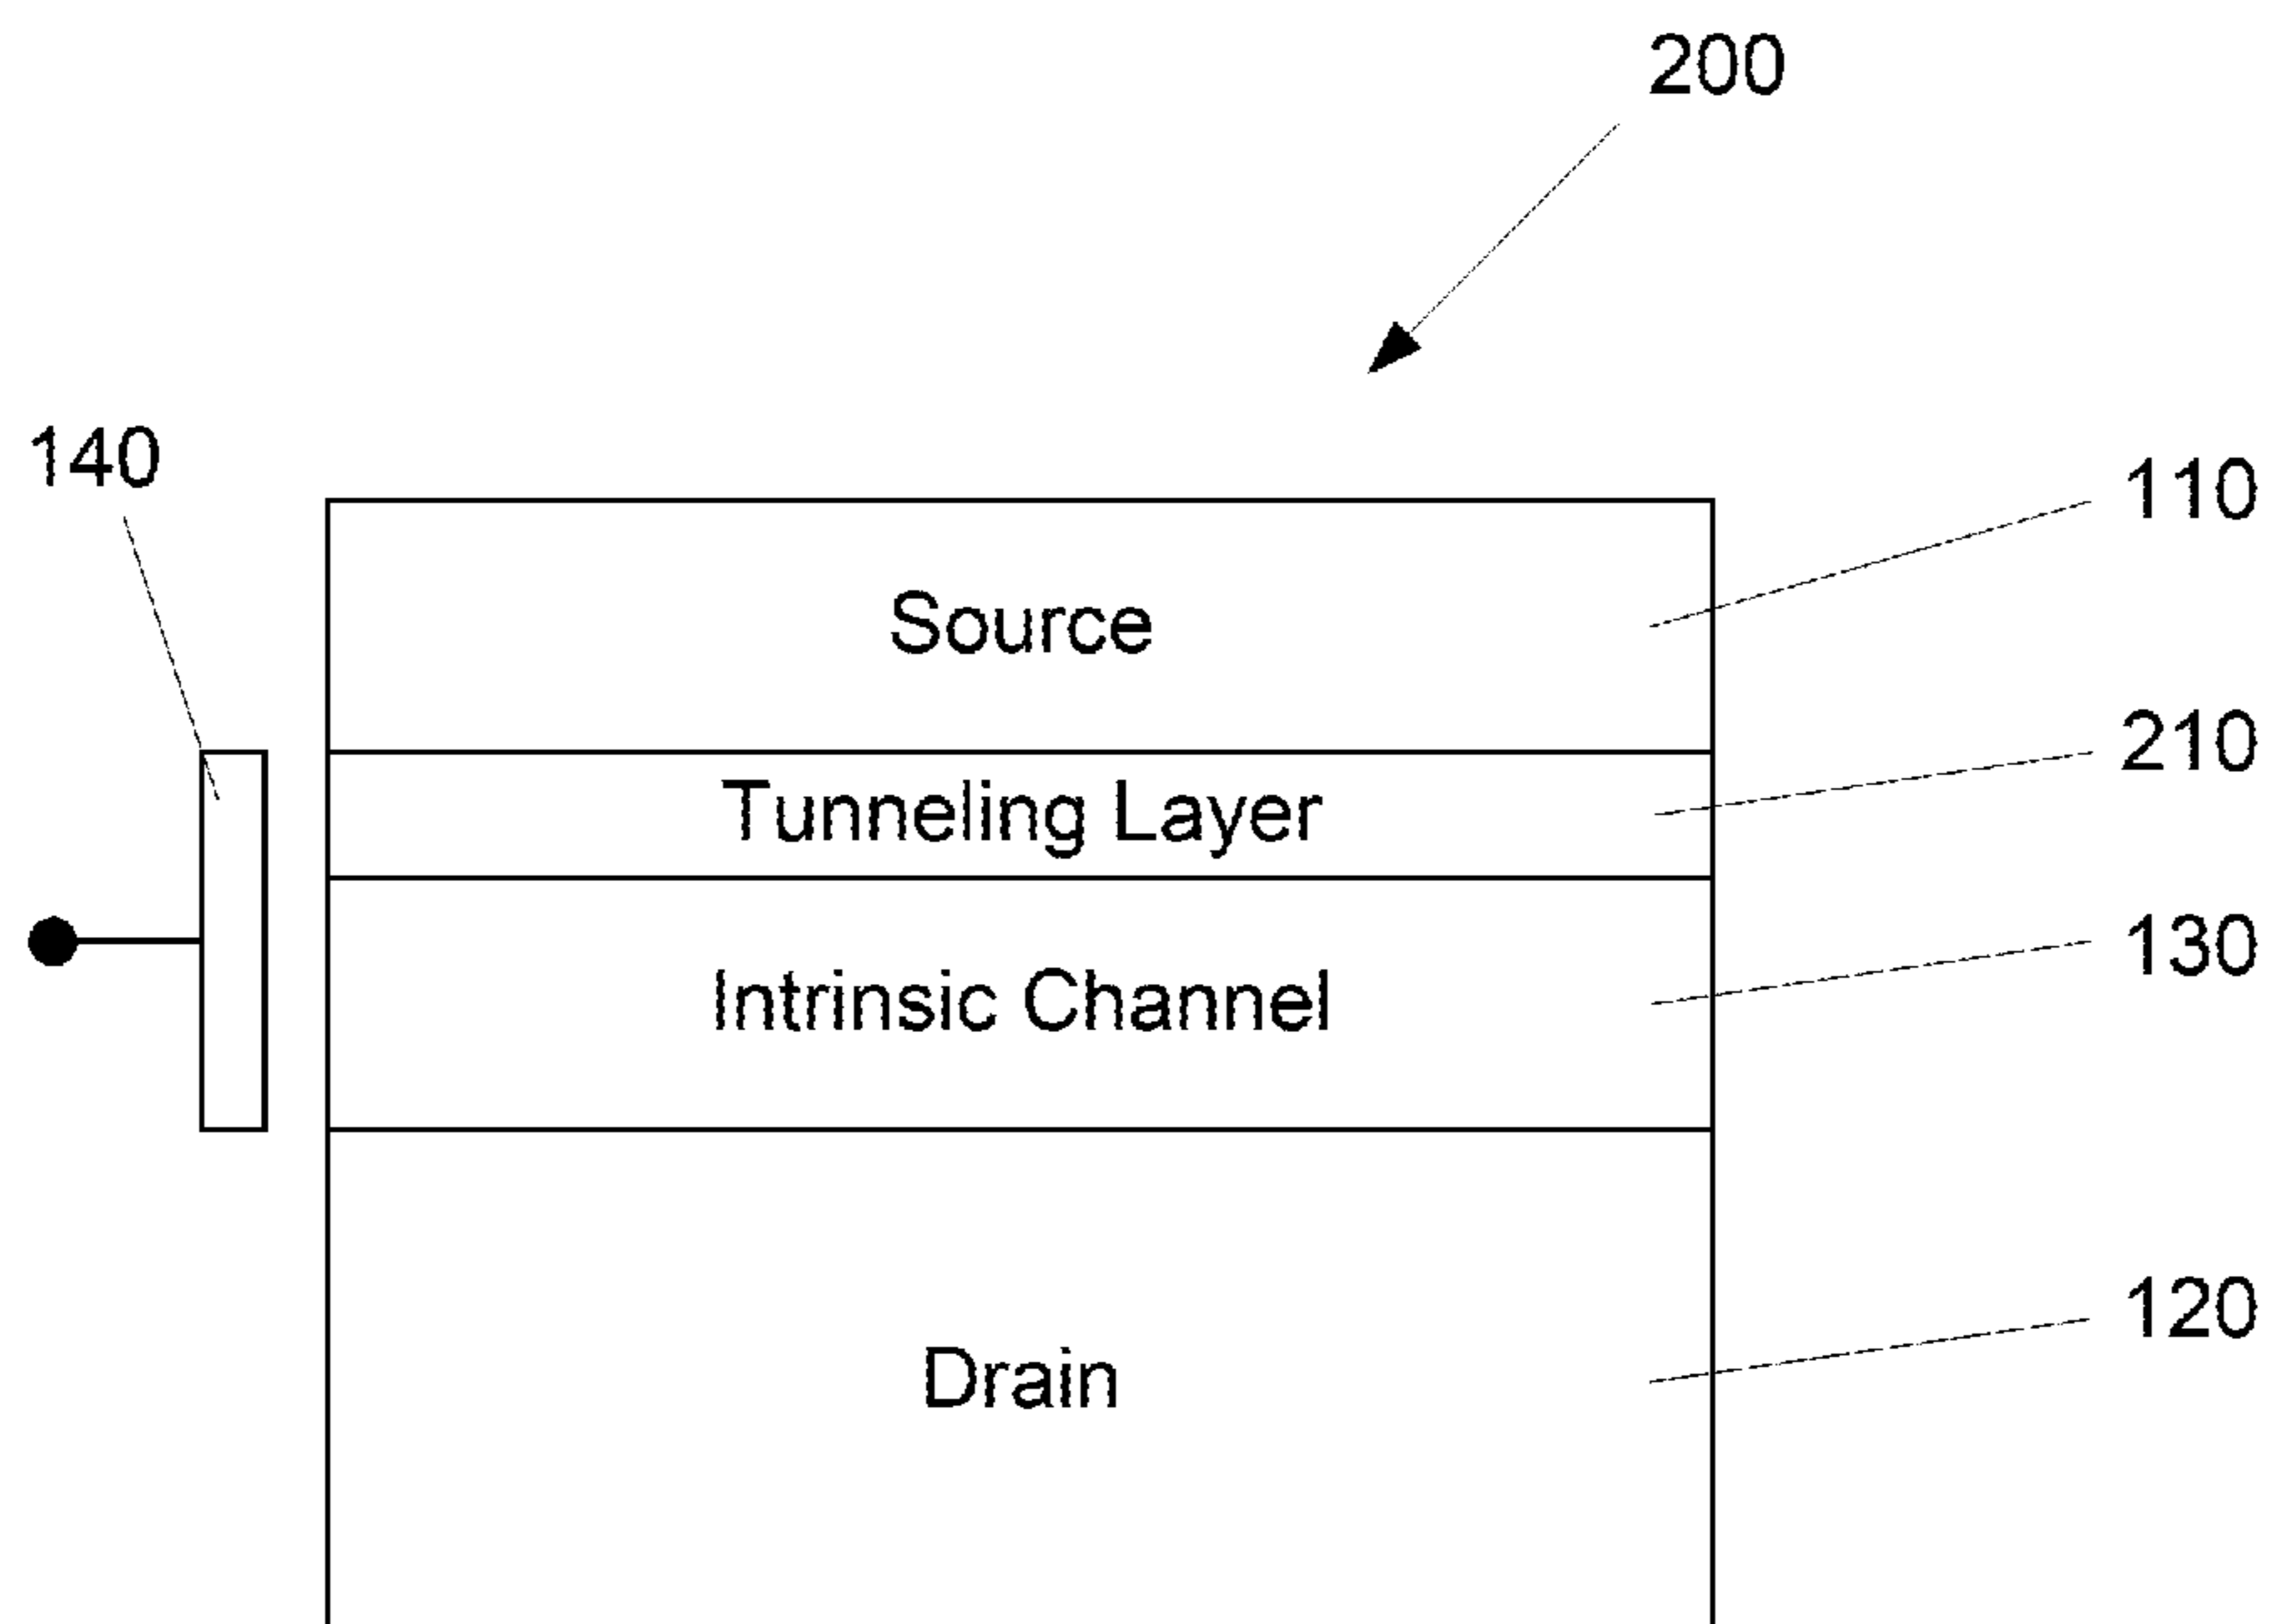 200
140
110
Source
210
Tunneling Layer
130
Intrinsic Channel
120
Drain